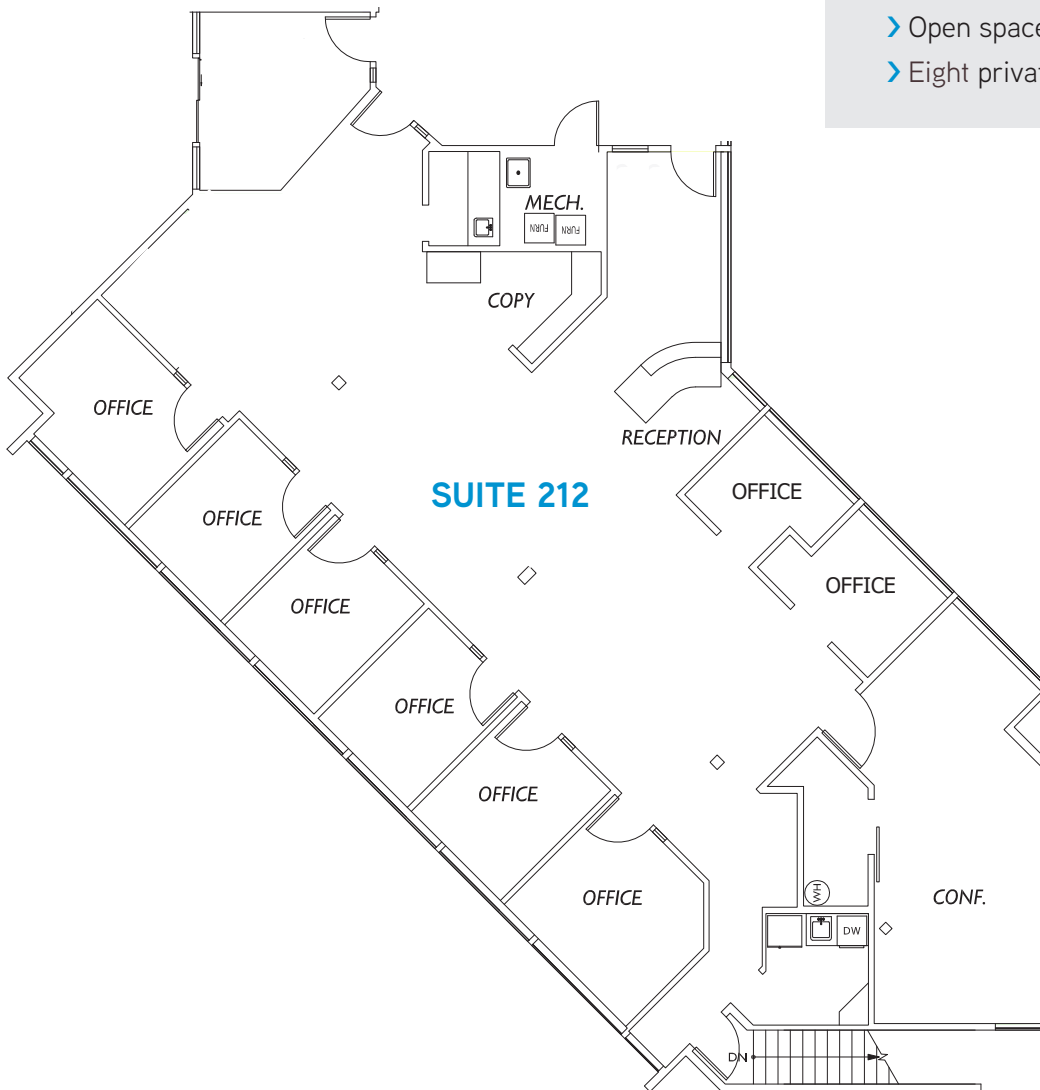 › Open space
› Eight privat
MECH.
FURN FURN
COPY
OFFICE
RECEPTION
SUITE 212
OFFICE
OFFICE
OFFICE
OFFICE
OFFICE
OFFICE
OFFICE
CONF.
WH
DW
DN